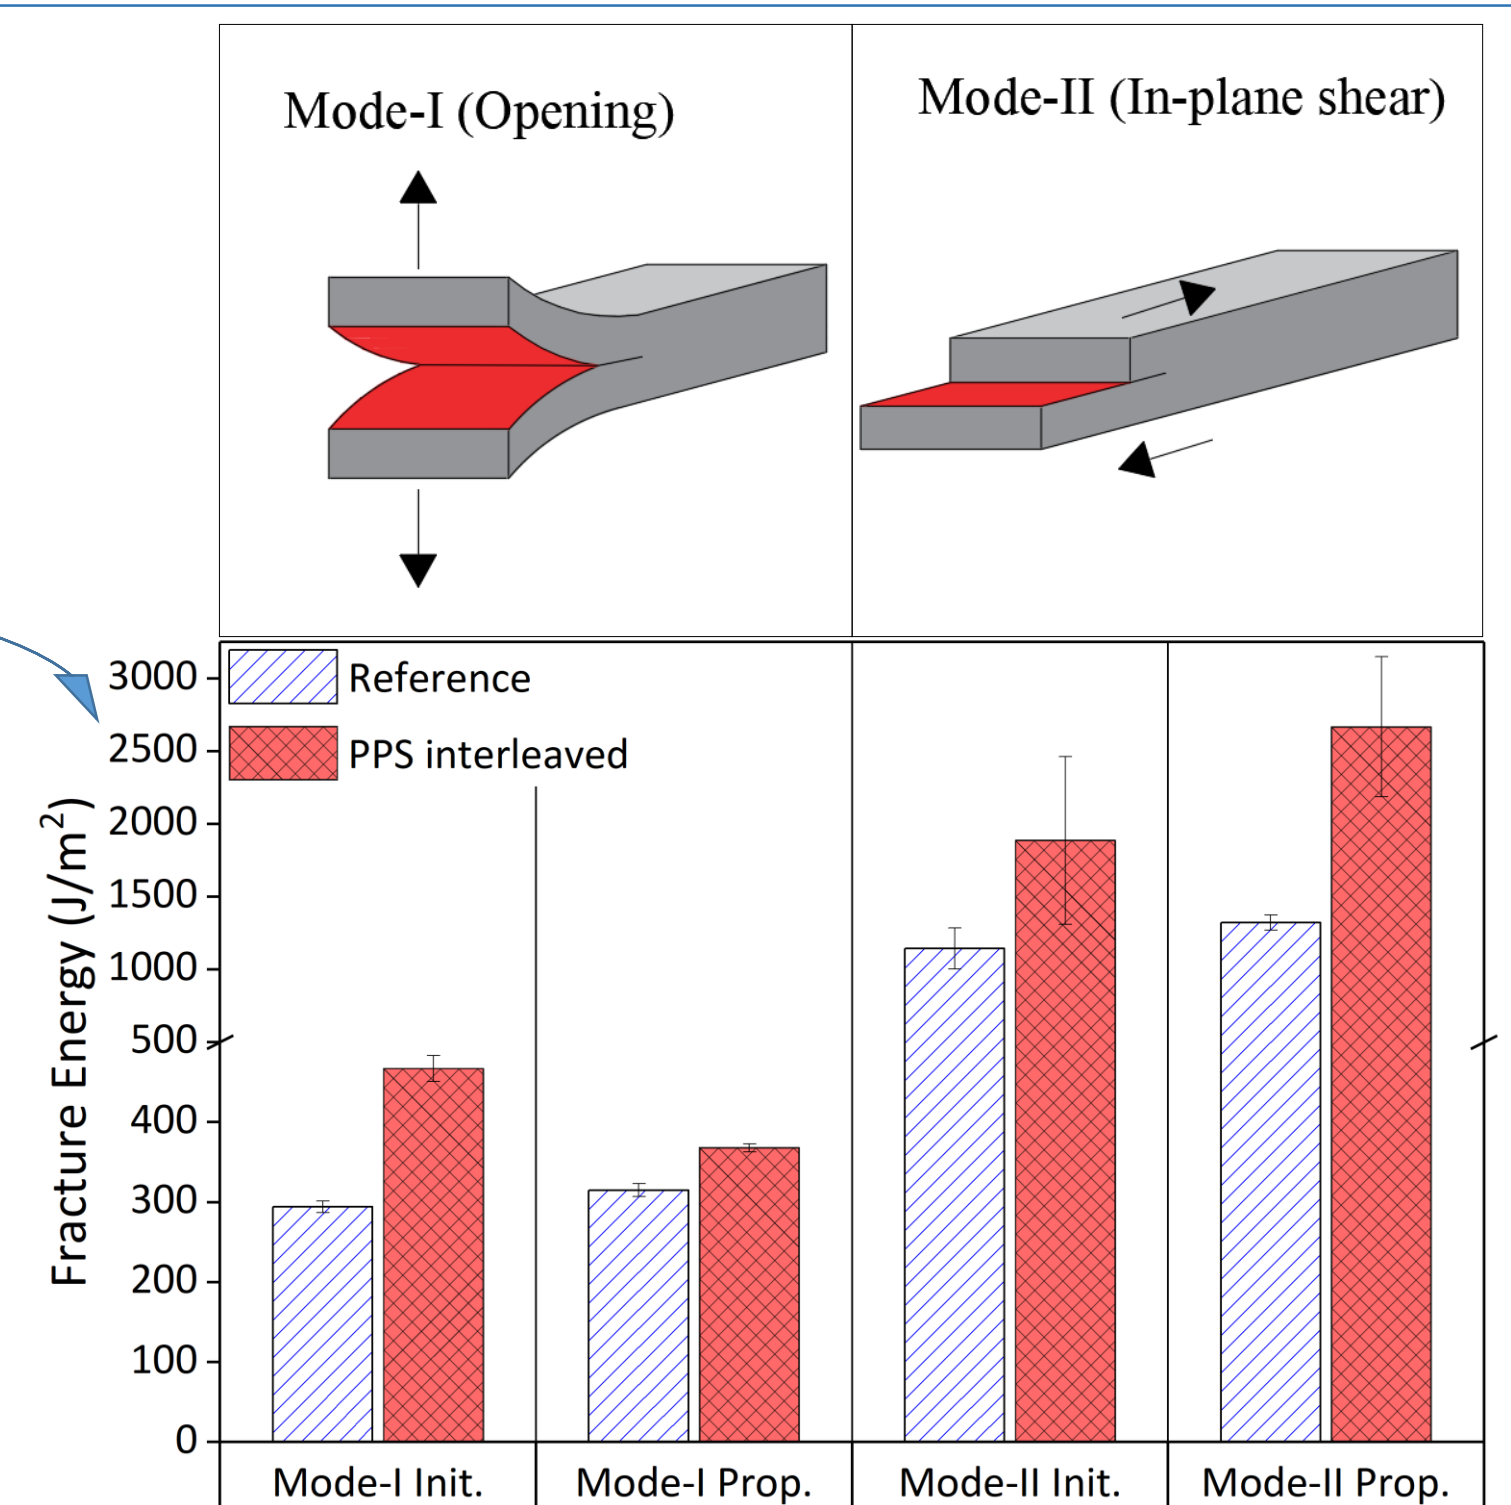 Mode-I (Opening)
Mode-II (In-plane shear)
Reference
PPS interleaved
Fracture Energy (J/m²)
3000
2500
2000
1500
1000
500
400
300
200
100
0
Mode-I Init.
Mode-I Prop.
Mode-II Init.
Mode-II Prop.